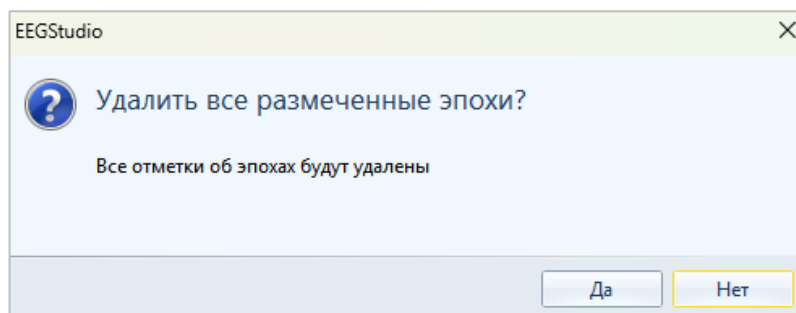 EEGStudio
Удалить все размеченные эпохи?
Все отметки об эпохах будут удалены
Да
Нет